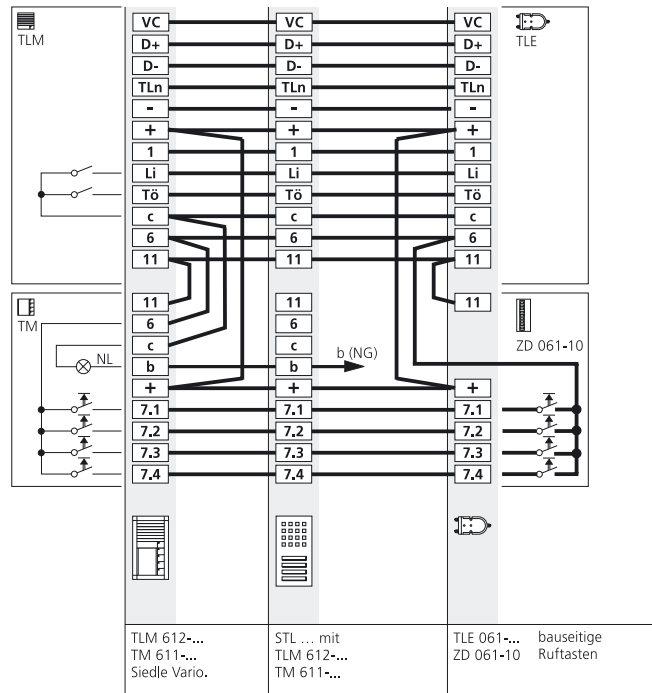 TLM
VC VC VC
TLE
D+ D+ D+
D- D- D-
TLn TLn TLn
- - -
+ + +
1 1 1
Li Li Li
Tö Tö Tö
c c c
6 6 6
11 11 11
TM
11 11 11
6 6
ZD 061-10
c c
NL
b b
b (NG)
+ + +
7.1 7.1 7.1
7.2 7.2 7.2
7.3 7.3 7.3
7.4 7.4 7.4
TLM 612-...
TM 611-...
Siedle Vario.
STL ... mit
TLM 612-...
TM 611-...
TLE 061-... bauseitige
ZD 061-10 Ruftasten